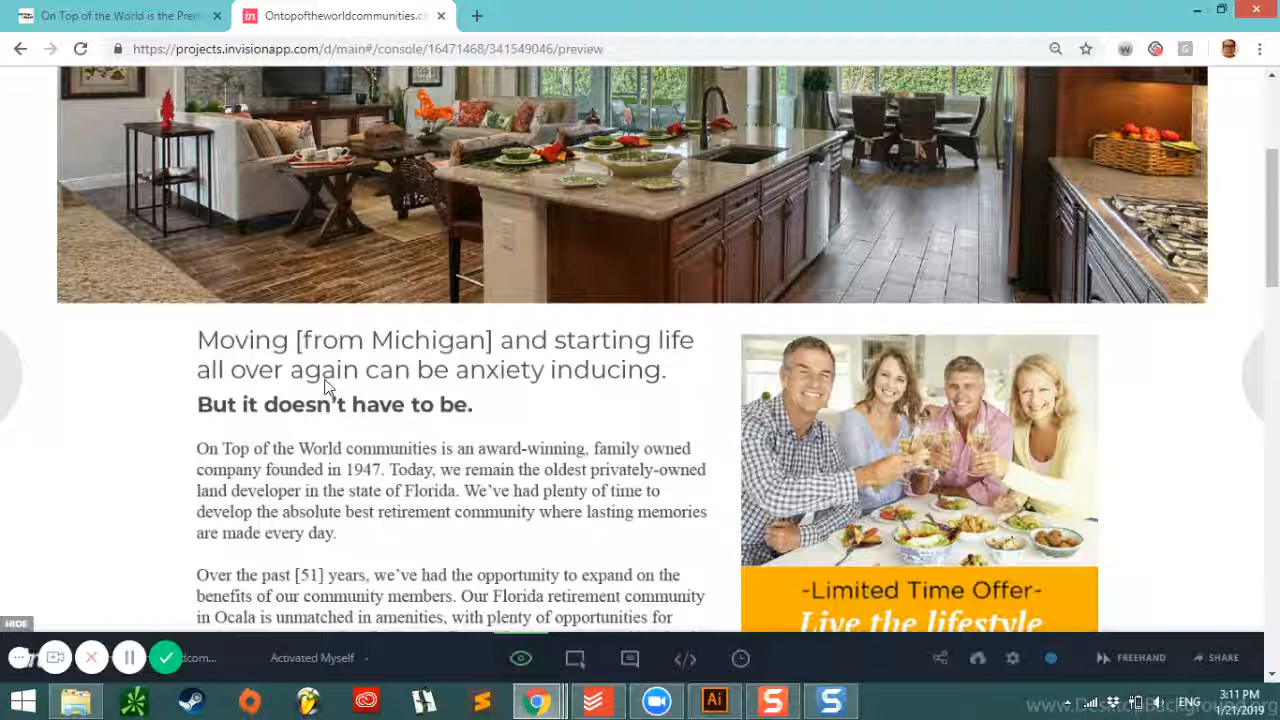 On Top of the World is the Prem
Ontopoftheworldcommunities.c
https://projects.invisionapp.com/d/main#/console/16471468/341549046/preview
Moving [from Michigan] and starting life
all over again can be anxiety inducing.
But it doesn't have to be.
On Top of the World communities is an award-winning, family owned
company founded in 1947. Today, we remain the oldest privately-owned
land developer in the state of Florida. We've had plenty of time to
develop the absolute best retirement community where lasting memories
are made every day.
Over the past [51] years, we've had the opportunity to expand on the
benefits of our community members. Our Florida retirement community
in Ocala is unmatched in amenities, with plenty of opportunities for
-Limited Time Offer-
Live the lifestyle
HIDE
dcom...
Activated Myself
FREEHAND
SHARE
ENG
3:11 PM
1/21/2019